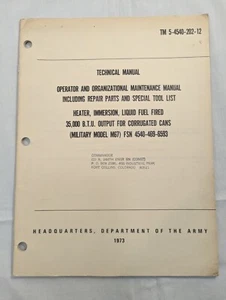 TM 5-4540-202-12
TECHNICAL MANUAL
OPERATOR AND ORGANIZATIONAL MAINTENANCE MANUAL
INCLUDING REPAIR PARTS AND SPECIAL TOOL LIST
HEATER, IMMERSION, LIQUID FUEL FIRED
35,000 B.T.U. OUTPUT FOR CORRUGATED CANS
(MILITARY MODEL M67) FSN 4540-469-6593
HEADQUARTERS, DEPARTMENT OF THE ARMY
1973